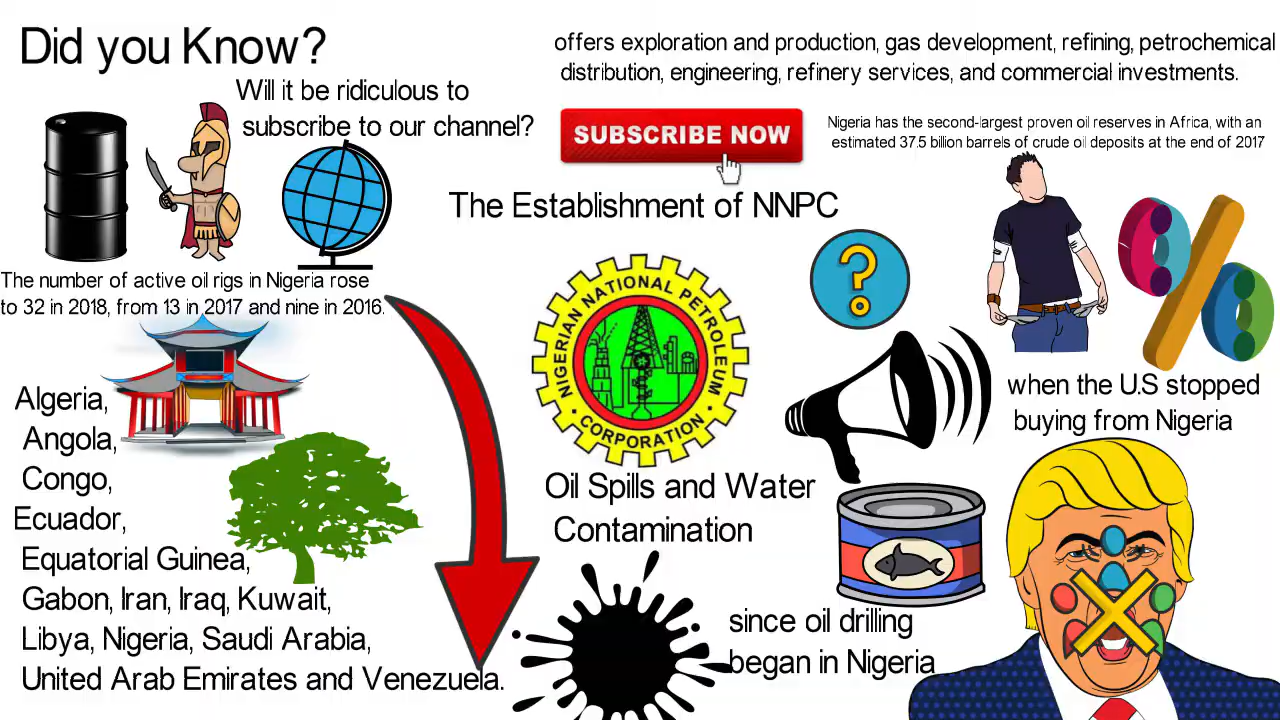 Did you Know?
offers exploration and production, gas development, refining, petrochemical
distribution, engineering, refinery services, and commercial investments.
Will it be ridiculous to
subscribe to our channel?
SUBSCRIBE NOW
Nigeria has the second-largest proven oil reserves in Africa, with an
estimated 37.5 billion barrels of crude oil deposits at the end of 2017
The Establishment of NNPC
The number of active oil rigs in Nigeria rose
to 32 in 2018, from 13 in 2017 and nine in 2016.
NIGERIAN NATIONAL PETROLEUM
CORPORATION
when the U.S stopped
buying from Nigeria
Algeria,
Angola,
Congo,
Ecuador,
Equatorial Guinea,
Gabon, Iran, Iraq, Kuwait,
Libya, Nigeria, Saudi Arabia,
United Arab Emirates and Venezuela.
Oil Spills and Water
Contamination
since oil drilling
began in Nigeria